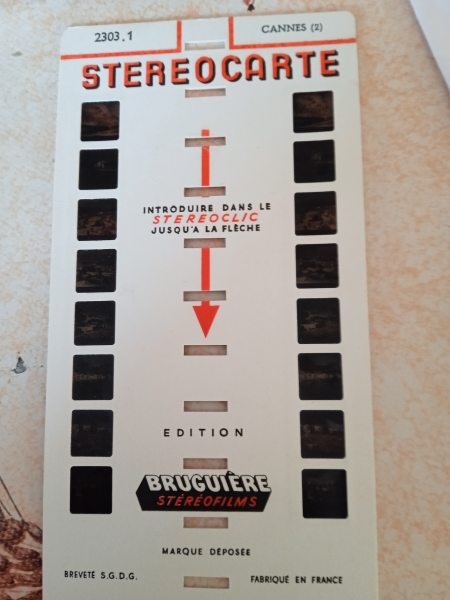 2303.1
CANNES (2)
STEREOCARTE
INTRODUIRE DANS LE
STEREOCLIC
JUSQU'A LA FLÈCHE
EDITION
BRUGUIÈRE
STÉRÉOFILMS
MARQUE DÉPOSÉE
BREVETÉ S.G.D.G.
FABRIQUÉ EN FRANCE